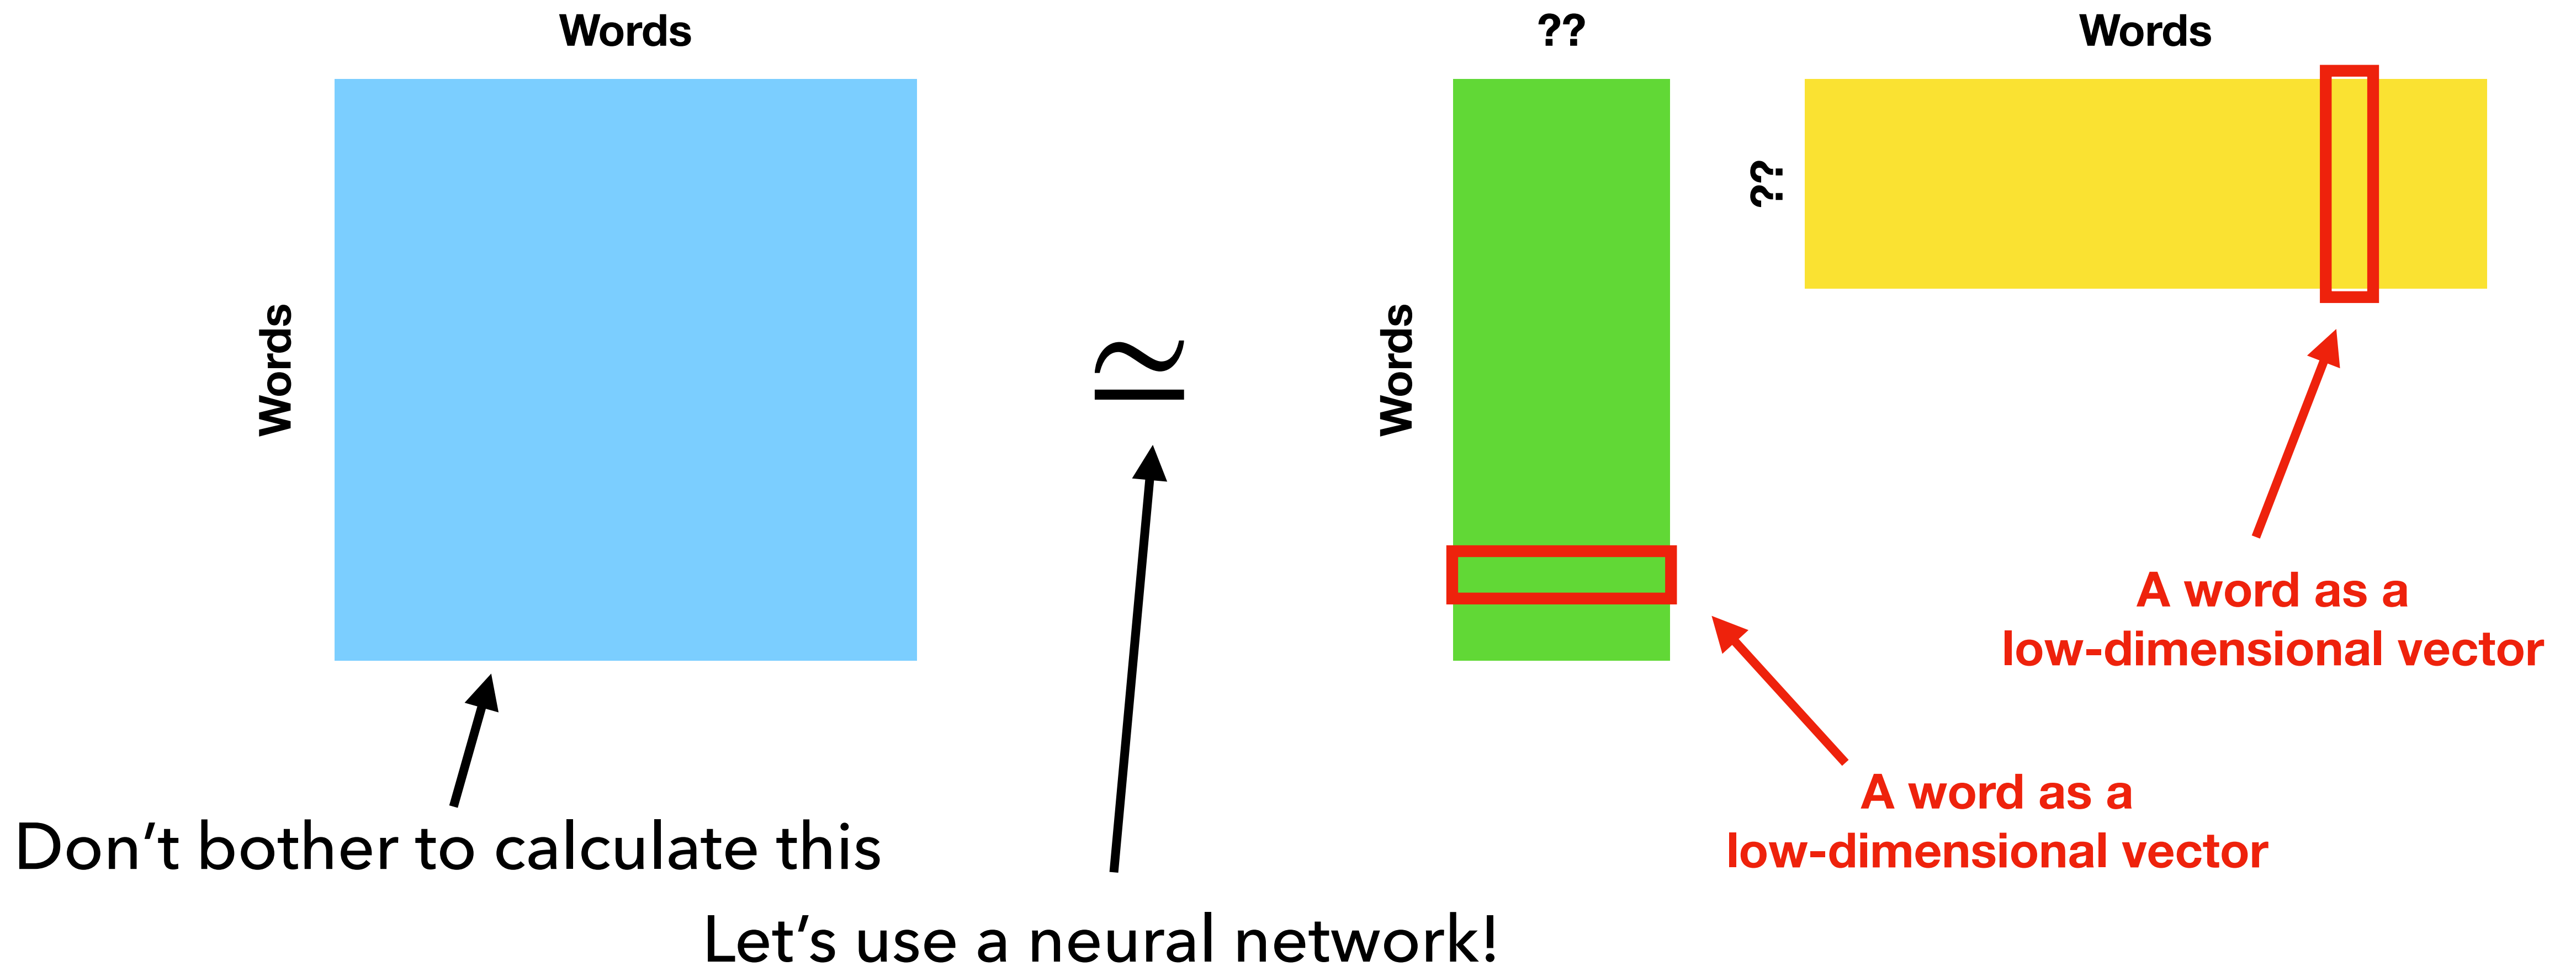 Words
??
Words
Words
Words
??
≃
A word as a
low-dimensional vector
A word as a
low-dimensional vector
Don’t bother to calculate this
Let’s use a neural network!